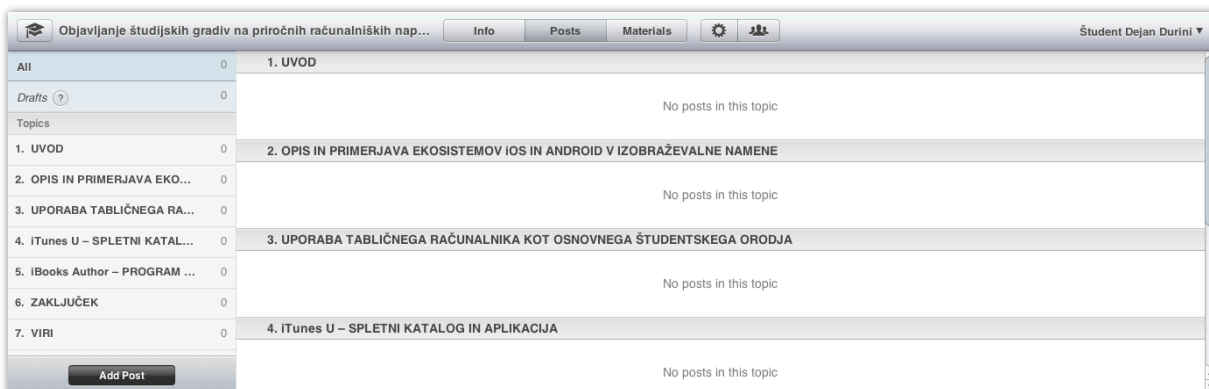 Objavljanje študijskih gradiv na priročnih računalniških nap...
Info
Posts
Materials
Študent Dejan Durini ▼
All 0
Drafts ? 0
Topics
1. UVOD 0
2. OPIS IN PRIMERJAVA EKO... 0
3. UPORABA TABLIČNEGA RA... 0
4. iTunes U – SPLETNI KATAL... 0
5. iBooks Author – PROGRAM ... 0
6. ZAKLJUČEK 0
7. VIRI 0
Add Post
1. UVOD
No posts in this topic
2. OPIS IN PRIMERJAVA EKOSISTEMOV iOS IN ANDROID V IZOBRAŽEVALNE NAMENE
No posts in this topic
3. UPORABA TABLIČNEGA RAČUNALNIKA KOT OSNOVNEGA ŠTUDENTSKEGA ORODJA
No posts in this topic
4. iTunes U – SPLETNI KATALOG IN APLIKACIJA
No posts in this topic